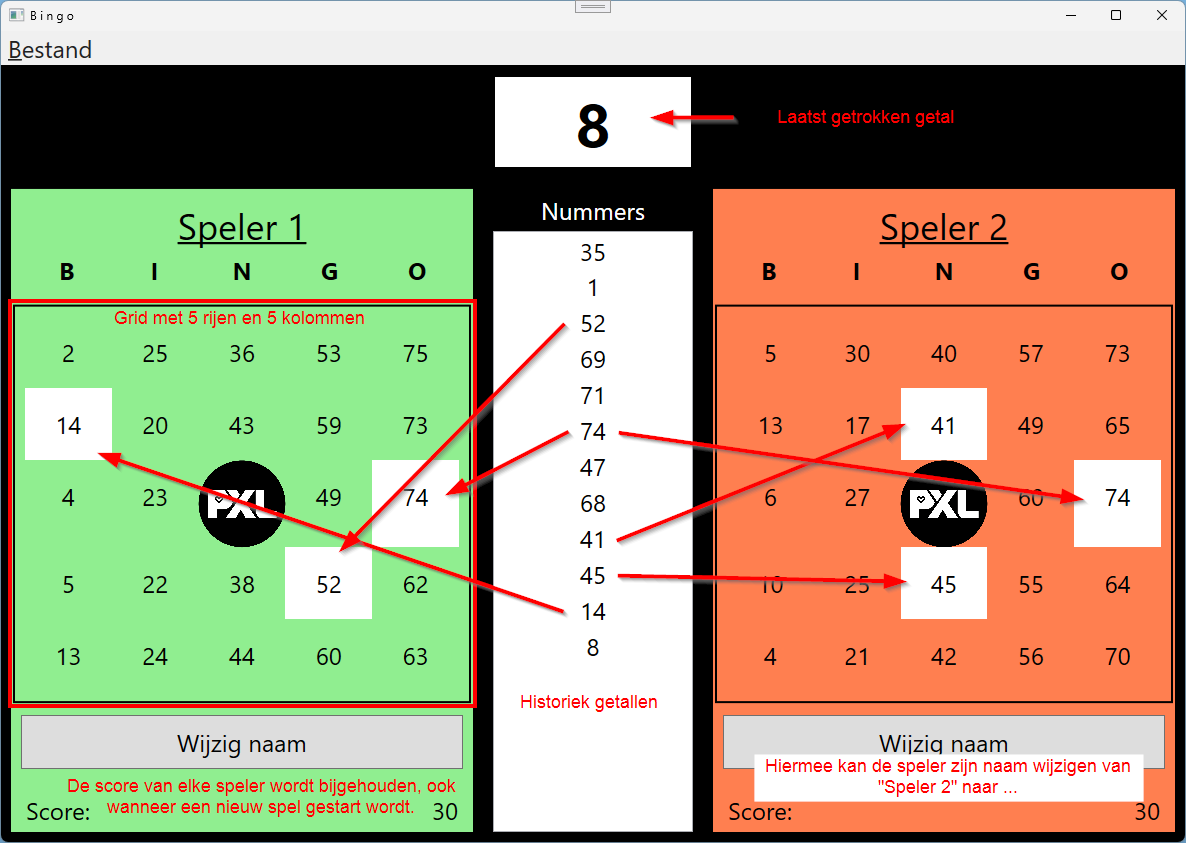 Bingo
Bestand
8
Laatst getrokken getal
Speler 1
B I N G O
Grid met 5 rijen en 5 kolommen
2 25 36 53 75
14 20 43 59 73
4 23 PXL 49 74
5 22 38 52 62
13 24 44 60 63
Wijzig naam
De score van elke speler wordt bijgehouden, ook
wanneer een nieuw spel gestart wordt.
Score: 30
Nummers
35
1
52
69
71
74
47
68
41
45
14
8
Historiek getallen
Speler 2
B I N G O
5 30 40 57 73
13 17 41 49 65
6 27 PXL 60 74
10 25 45 55 64
4 21 42 56 70
Wijzig naam
Hiermee kan de speler zijn naam wijzigen van
"Speler 2" naar ...
Score: 30